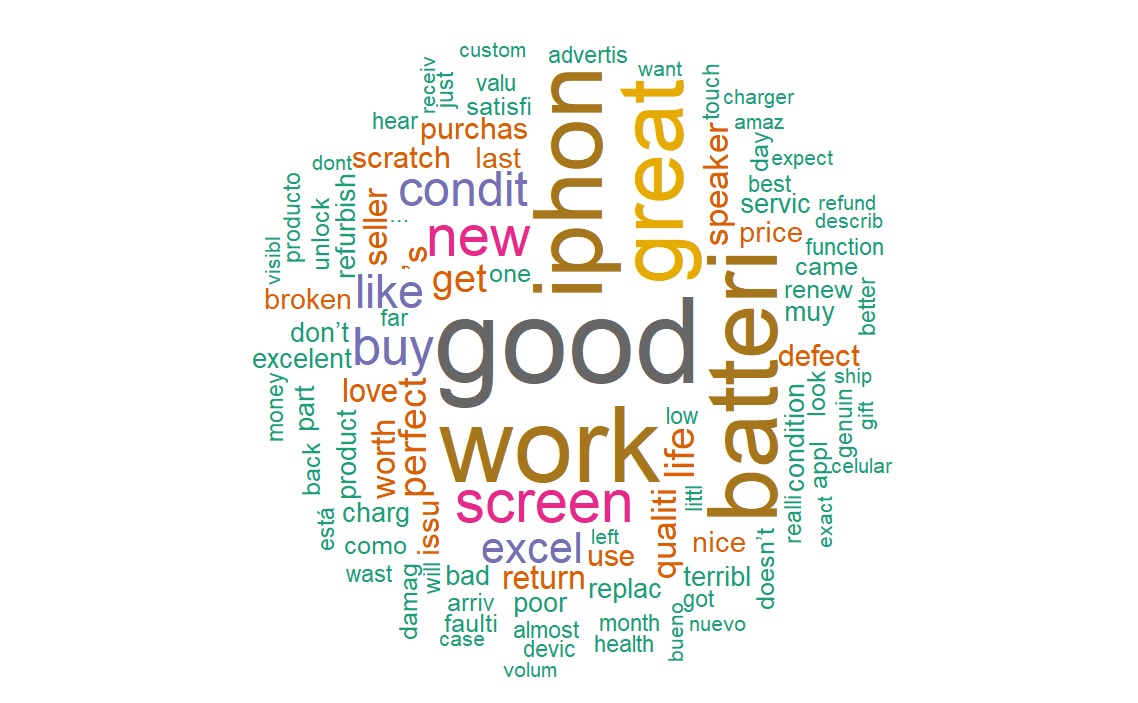 custom
advertis
receiv
just
valu
satisfi
iphon
great
want
touch
charger
hear
purchas
speaker
amaz
day
dont
scratch
last
expect
producto
unlock
refurbish
seller
condit
best
servic
refund
describ
...
new
price
function
visibl
’s
get
one
batteri
came
broken
like
renew
better
far
good
muy
don’t
buy
excelent
defect
money
part
love
ship
look
genuin
gift
perfect
worth
product
back
work
low
life
condition
appl
celular
screen
littl
qualiti
realli
exact
está
charg
issu
como
excel
left
use
nice
doesn’t
wast
will
bad
return
replac
terribl
got
damag
arriv
poor
faulti
almost
month
bueno
nuevo
case
devic
health
volum